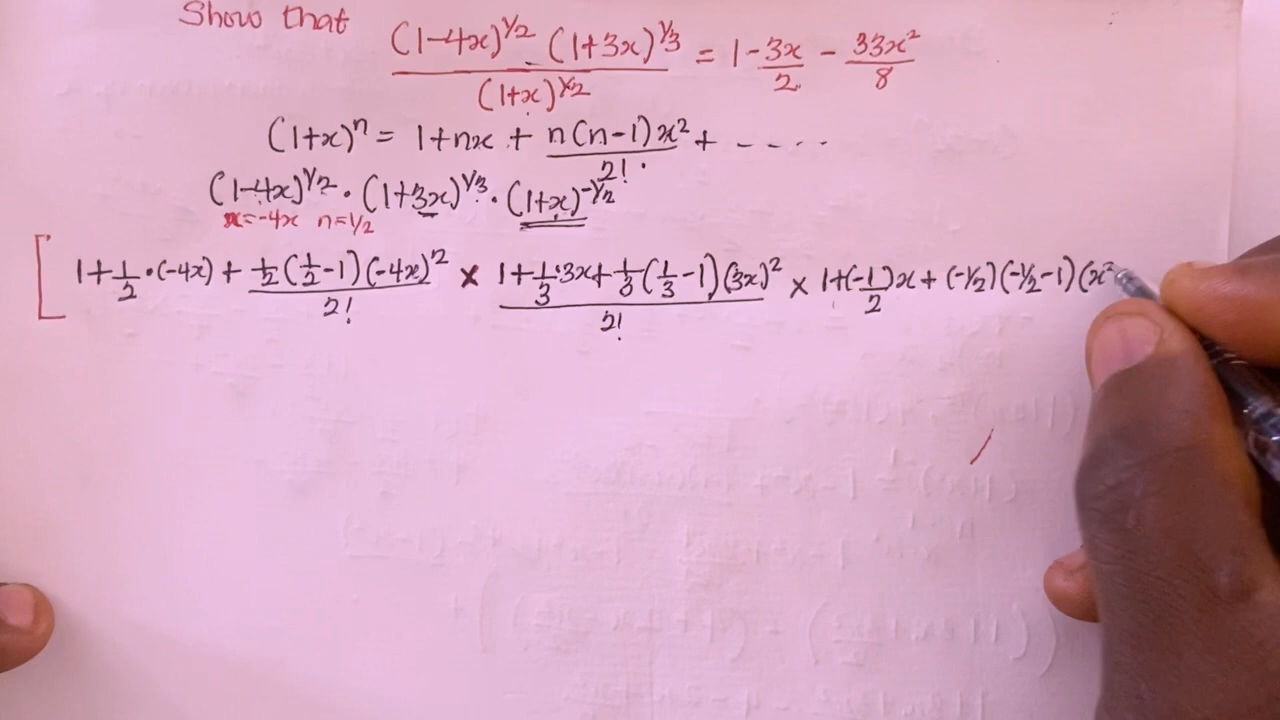 Show that
(1-4x)^1/2 (1+3x)^1/3 / (1+x)^1/2 = 1 - 3x/2 - 33x²/8
(1+x)^n = 1+nx + n(n-1)x²/2! + - - - -
(1-4x)^1/2 · (1+3x)^1/3 · (1+x)^-1/2
x=-4x n=1/2
[ 1+1/2·(-4x) + 1/2(1/2-1)(-4x)²/2! × 1+1/3·3x+1/3(1/3-1)(3x)²/2! × 1+(-1/2)x + (-1/2)(-1/2-1)(x²